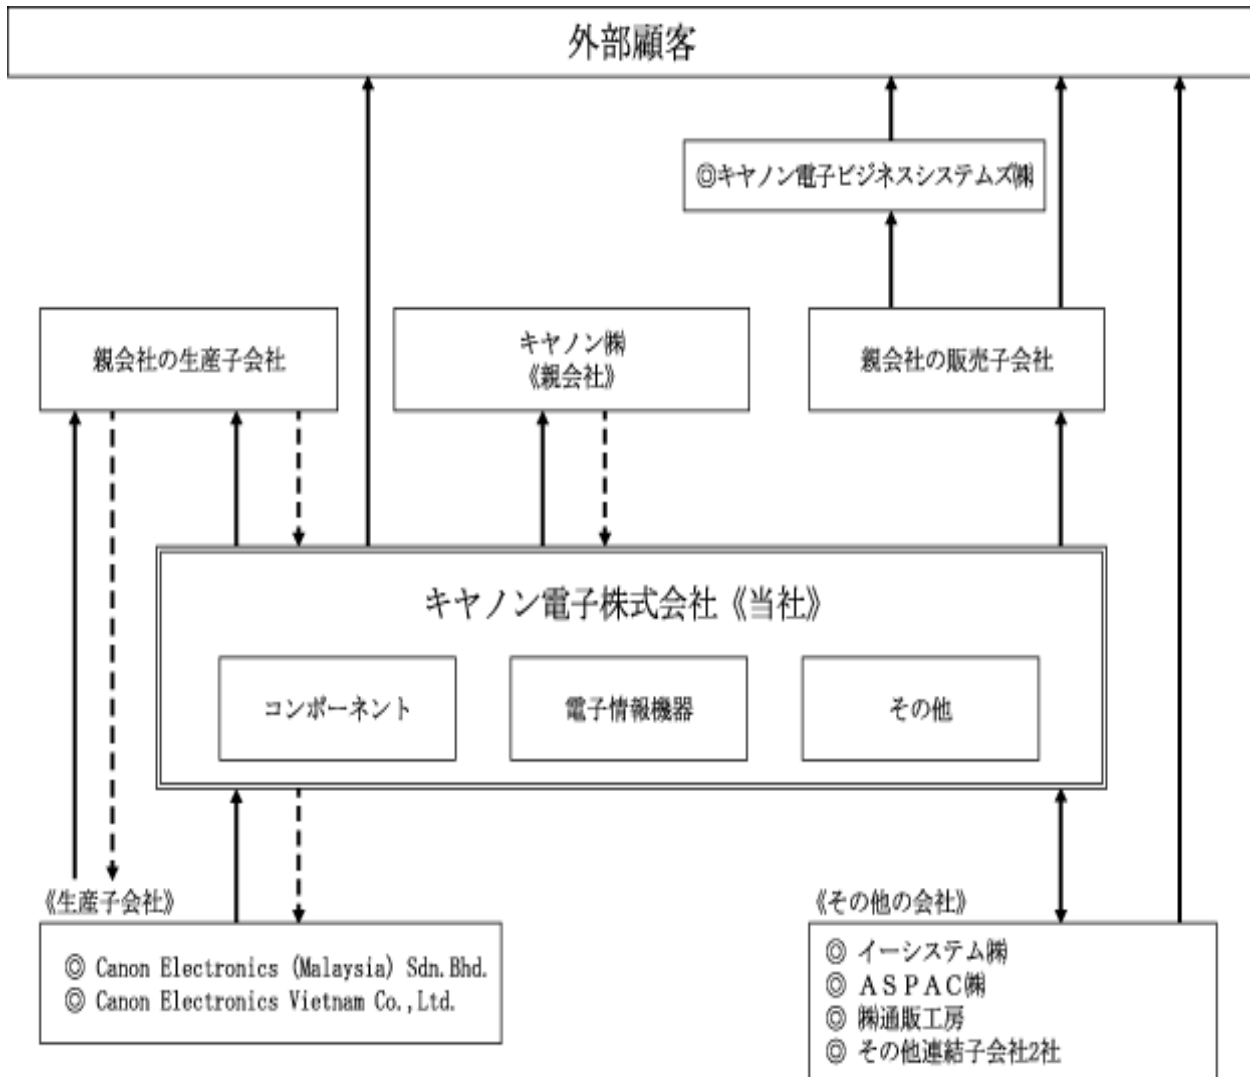 外部顧客
◎キヤノン電子ビジネスシステムズ㈱
親会社の生産子会社
キヤノン㈱
《親会社》
親会社の販売子会社
キヤノン電子株式会社《当社》
コンポーネント
電子情報機器
その他
《生産子会社》
◎ Canon Electronics (Malaysia) Sdn.Bhd.
◎ Canon Electronics Vietnam Co.,Ltd.
《その他の会社》
◎ イーシステム㈱
◎ ＡＳＰＡＣ㈱
◎ ㈱通販工房
◎ その他連結子会社2社